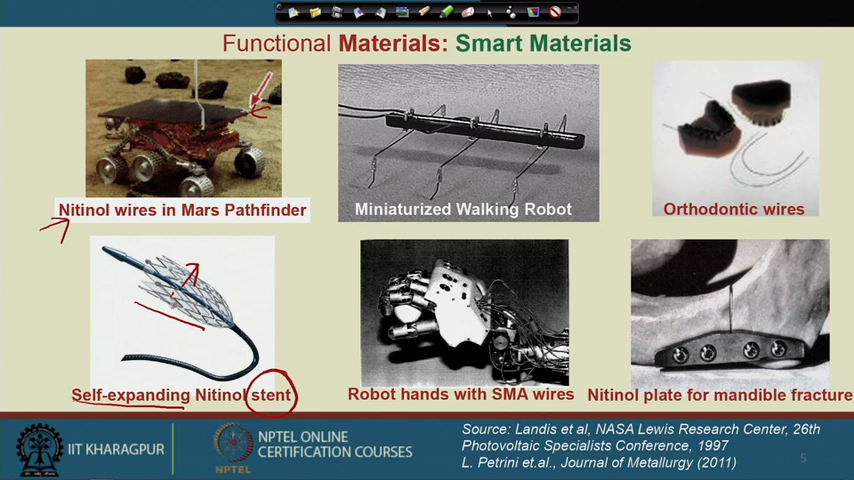 Functional Materials: Smart Materials
Nitinol wires in Mars Pathfinder
Miniaturized Walking Robot
Orthodontic wires
Self-expanding Nitinol stent
Robot hands with SMA wires
Nitinol plate for mandible fracture
IIT KHARAGPUR
NPTEL
NPTEL ONLINE
CERTIFICATION COURSES
Source: Landis et al, NASA Lewis Research Center, 26th
Photovoltaic Specialists Conference, 1997
L. Petrini et.al., Journal of Metallurgy (2011)
5